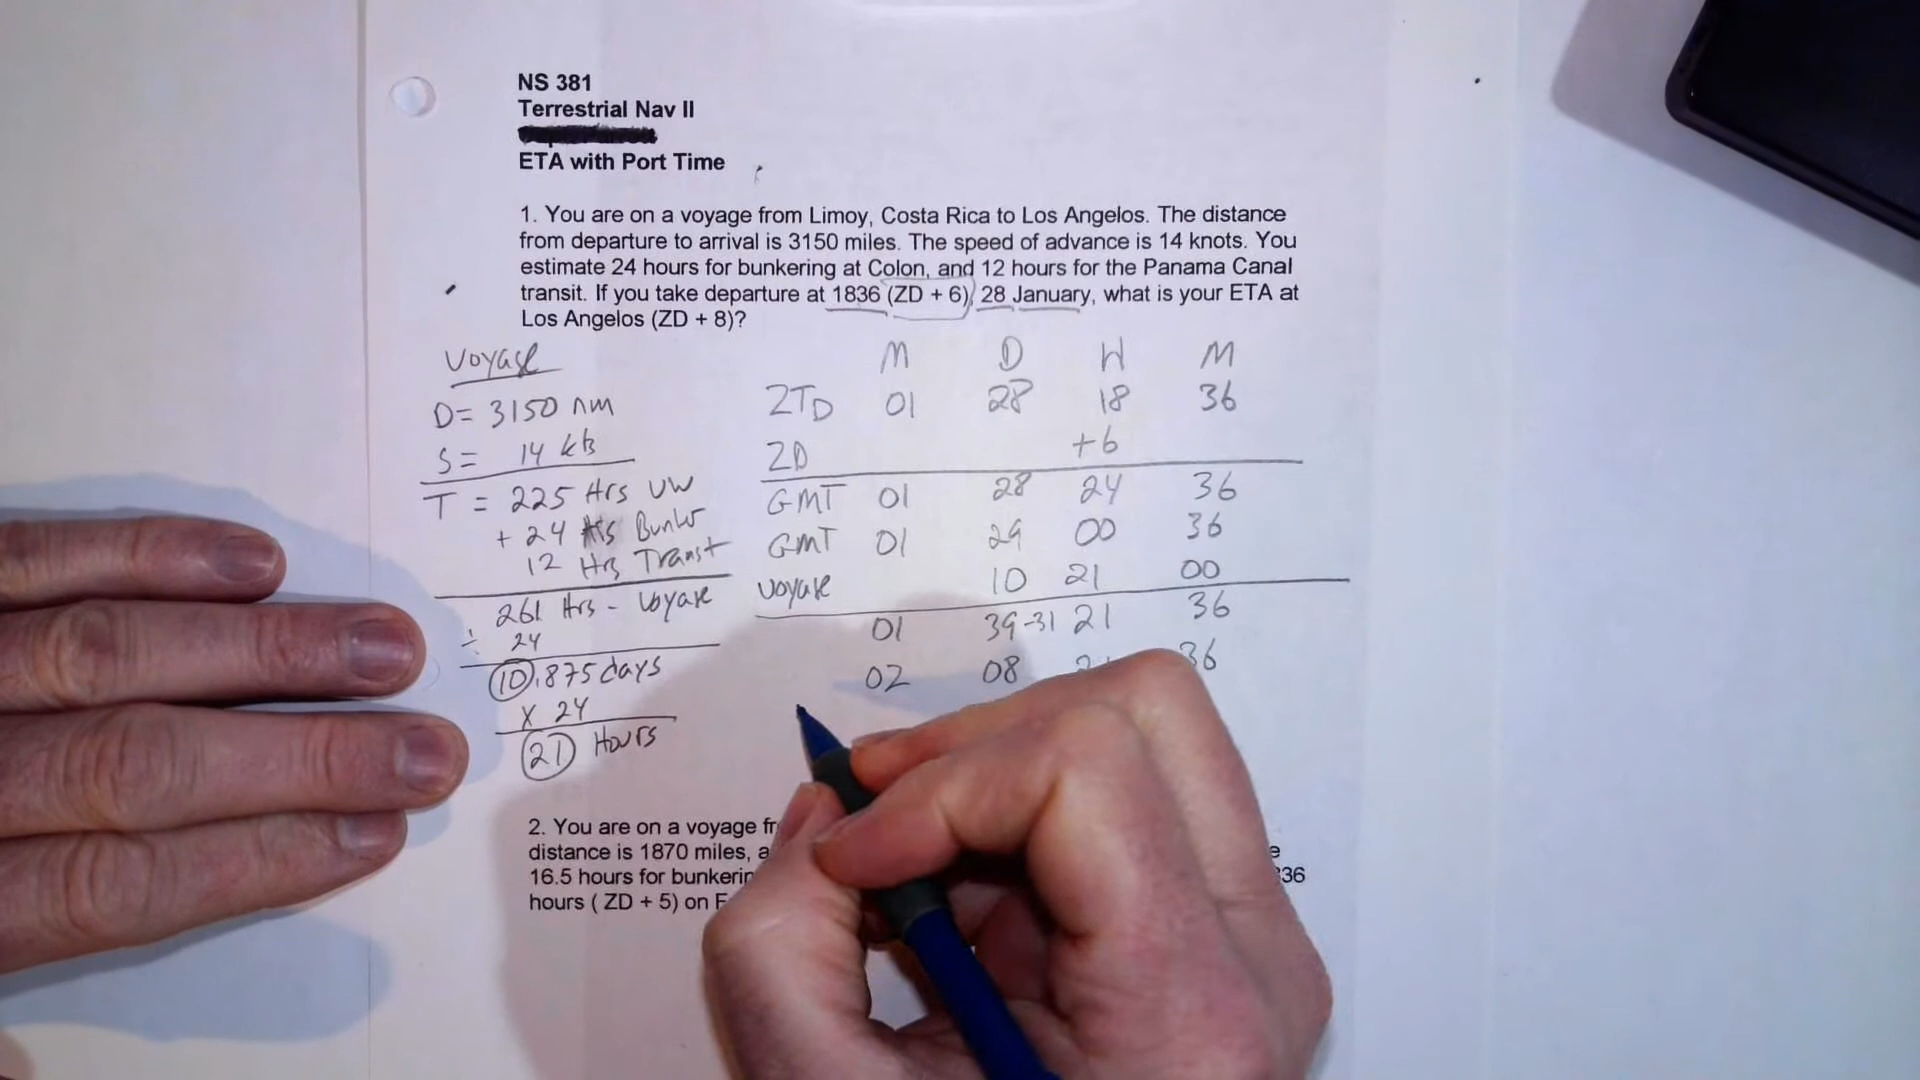 NS 381
Terrestrial Nav II
ETA with Port Time
1. You are on a voyage from Limoy, Costa Rica to Los Angelos. The distance
from departure to arrival is 3150 miles. The speed of advance is 14 knots. You
estimate 24 hours for bunkering at Colon, and 12 hours for the Panama Canal
transit. If you take departure at 1836 (ZD + 6) 28 January, what is your ETA at
Los Angelos (ZD + 8)?
Voyage
D= 3150 nm
S= 14 kts
T = 225 Hrs UW
+ 24 Hrs Bunker
12 Hrs Transt
261 Hrs - Voyage
÷ 24
10.875 days
X 24
21 Hours
M D H M
ZTD 01 28 18 36
ZD +6
GMT 01 28 24 36
GMT 01 29 00 36
Voyage 10 21 00
01 39-31 21 36
02 08 36
2. You are on a voyage
distance is 1870 miles,
16.5 hours for 36
hours ( ZD + 5) on